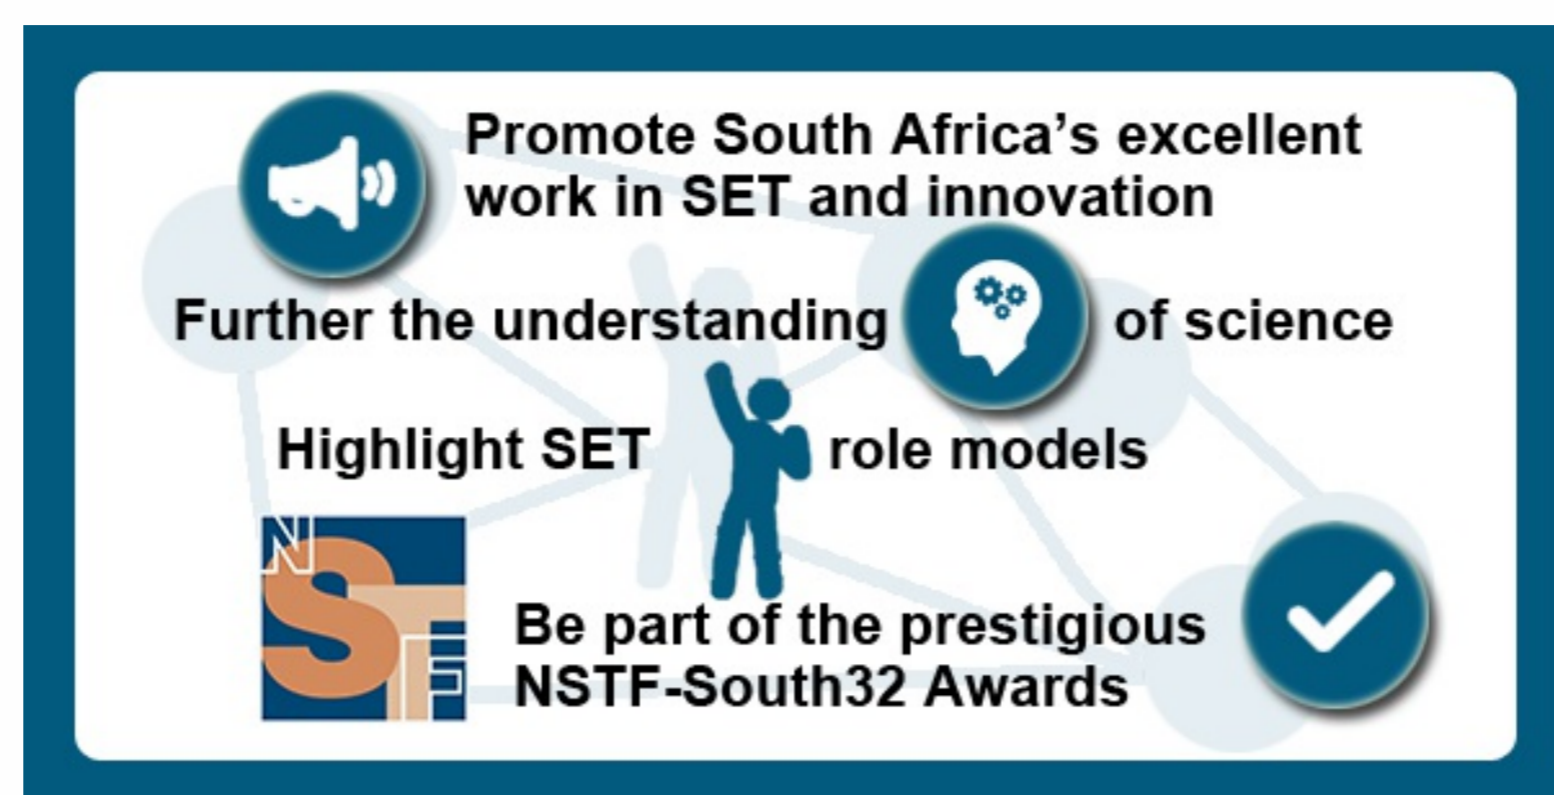 Promote South Africa’s excellent
work in SET and innovation
Further the understanding of science
Highlight SET role models
NSTF
Be part of the prestigious
NSTF-South32 Awards